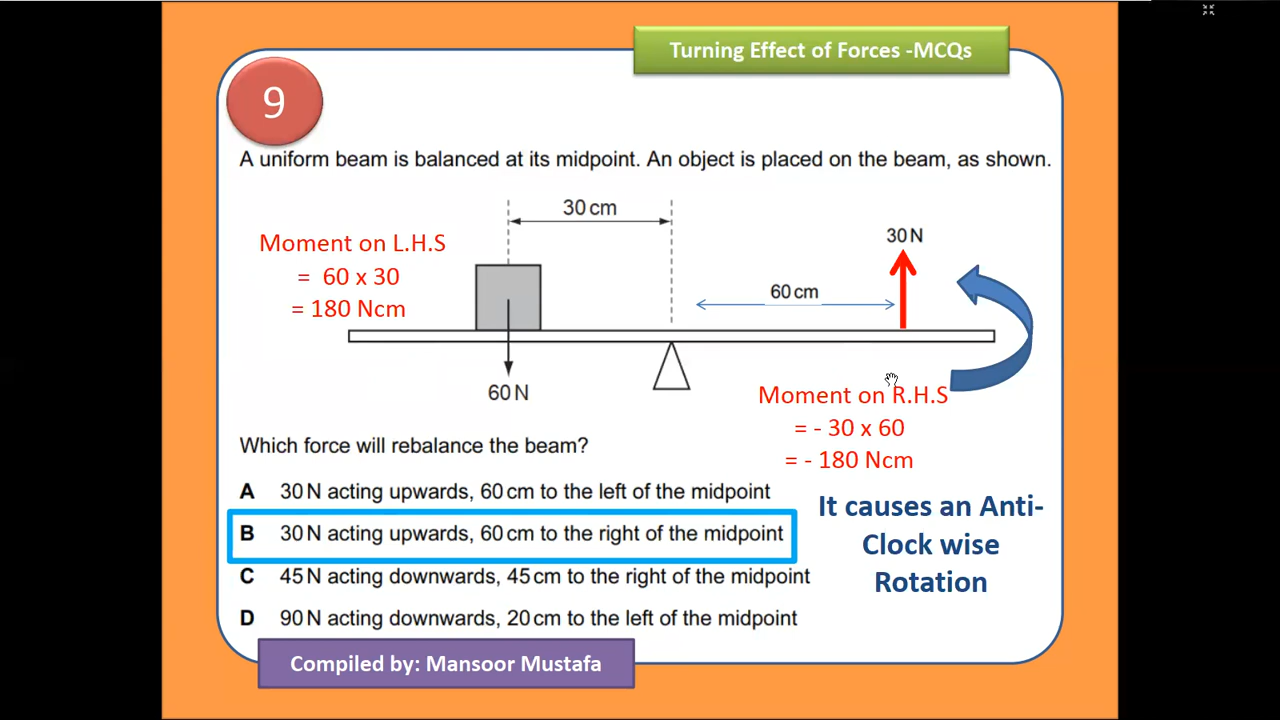 Turning Effect of Forces -MCQs
9
A uniform beam is balanced at its midpoint. An object is placed on the beam, as shown.
30 cm
Moment on L.H.S
= 60 x 30
= 180 Ncm
30 N
60 cm
60 N
Moment on R.H.S
= - 30 x 60
= - 180 Ncm
Which force will rebalance the beam?
A 30 N acting upwards, 60 cm to the left of the midpoint
B 30 N acting upwards, 60 cm to the right of the midpoint
C 45 N acting downwards, 45 cm to the right of the midpoint
D 90 N acting downwards, 20 cm to the left of the midpoint
It causes an Anti-
Clock wise
Rotation
Compiled by: Mansoor Mustafa